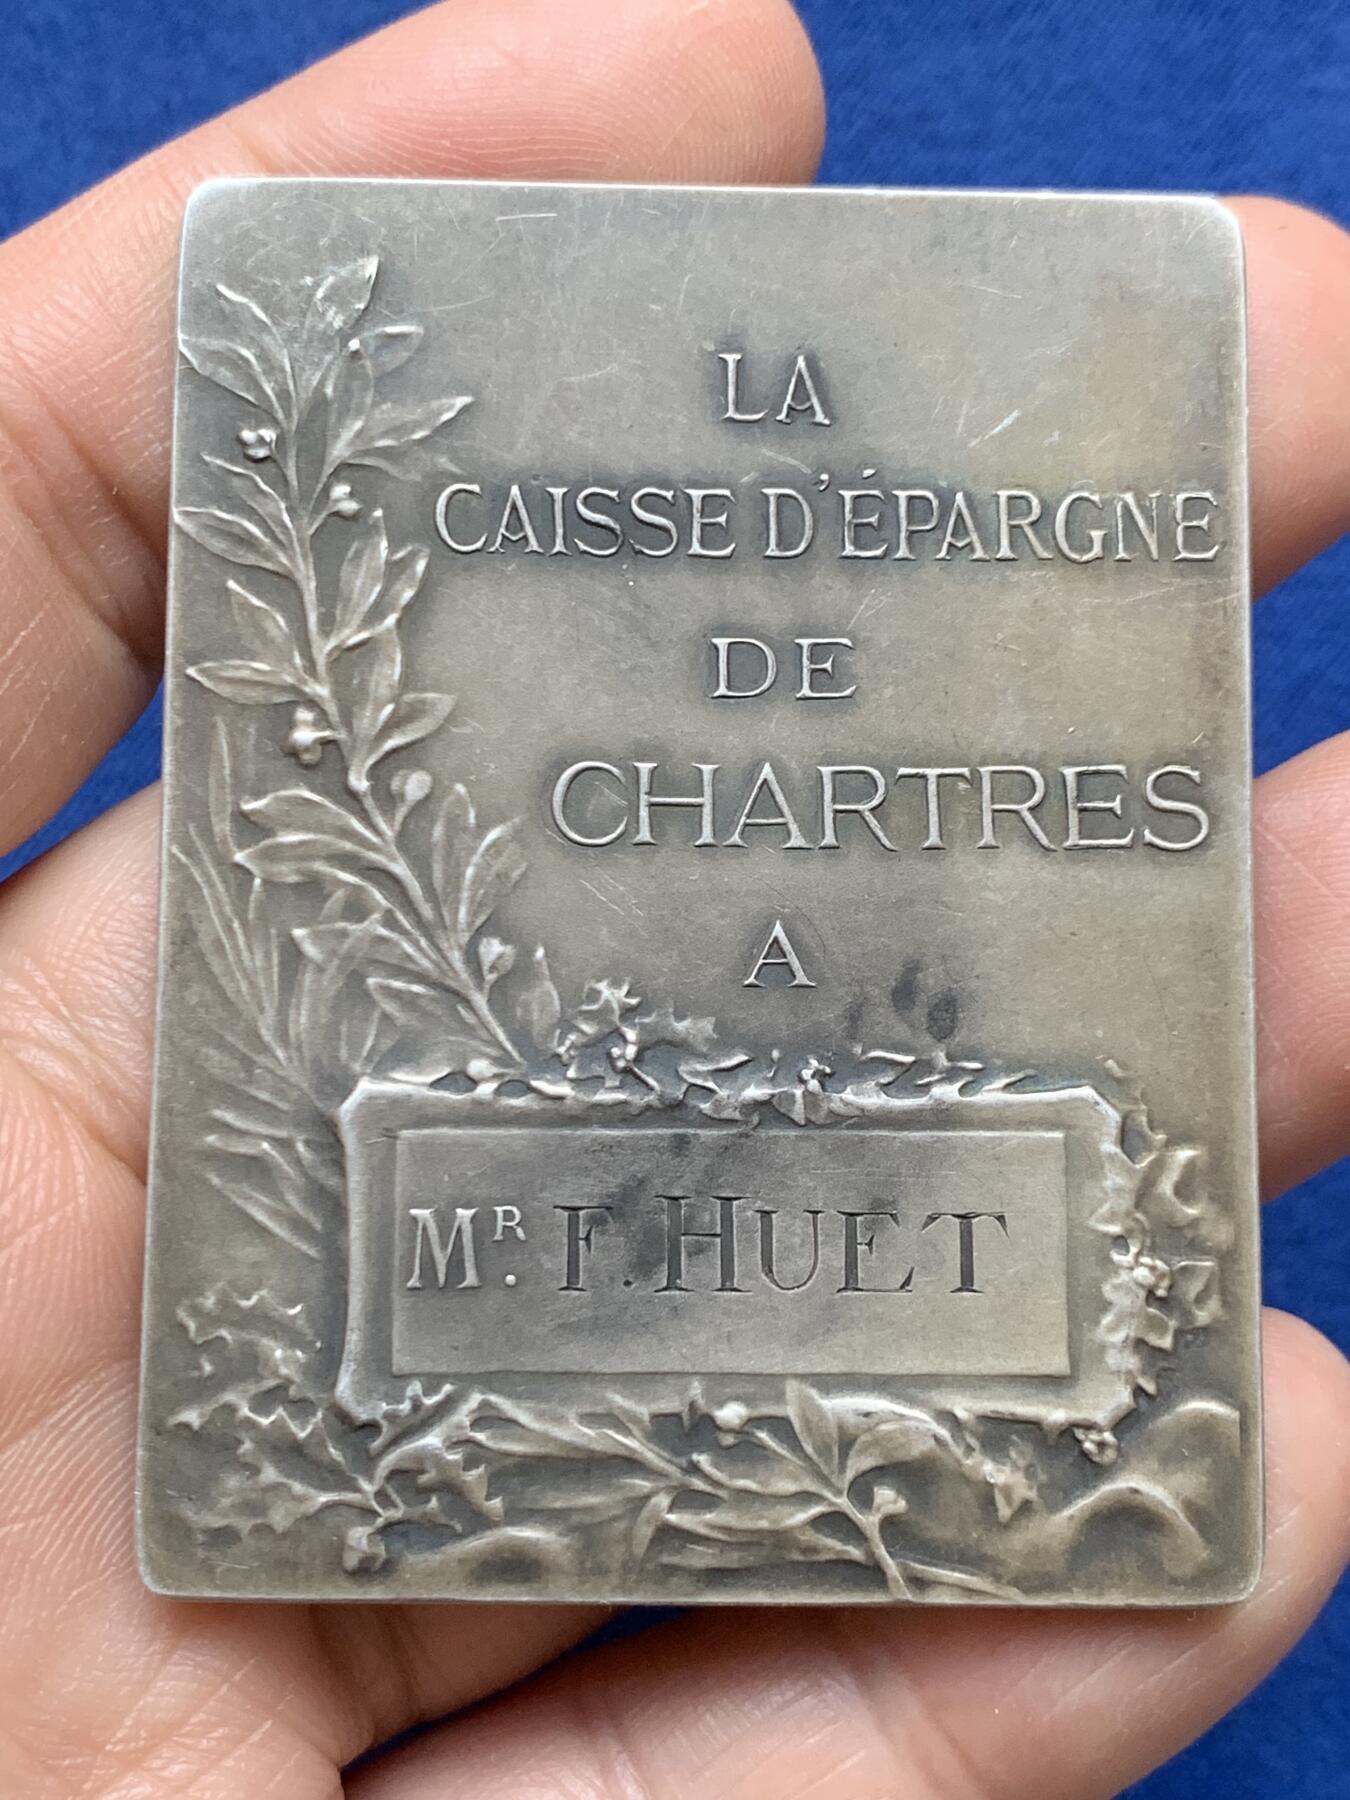 LA
CAISSE D'ÉPARGNE
DE
CHARTRES
A
MR. F. HUET